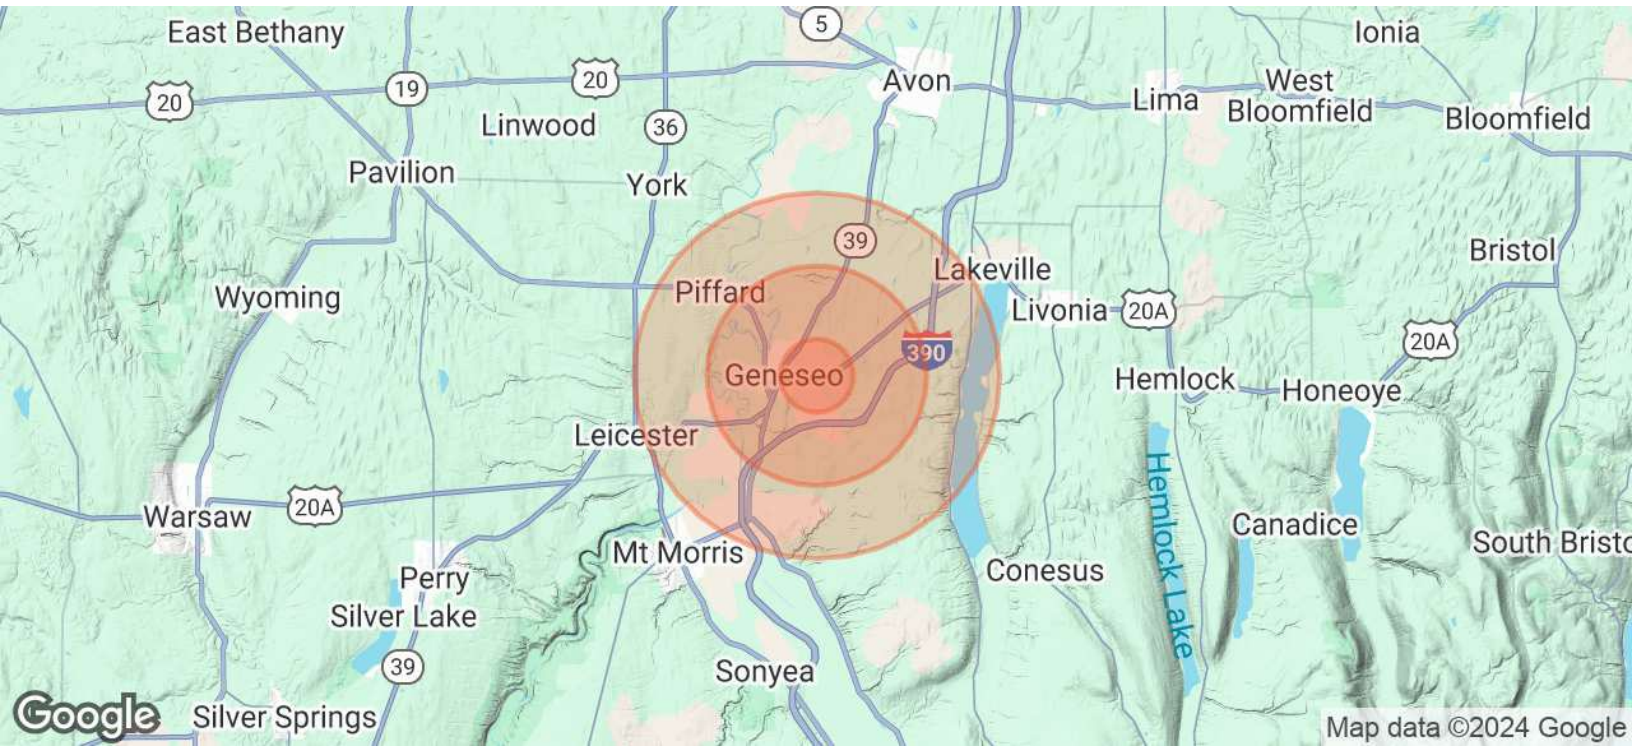 East Bethany
5
Ionia
20
19
20
Avon
Lima
West
Bloomfield
Bloomfield
Linwood
36
Pavilion
York
39
Bristol
Lakeville
Wyoming
Piffard
Livonia
20A
20A
390
Geneseo
Hemlock
Honeoye
Leicester
Hemlock Lake
20A
Warsaw
Canadice
South Bristo
Mt Morris
Conesus
Perry
Silver Lake
39
Sonyea
Google
Silver Springs
Map data ©2024 Google